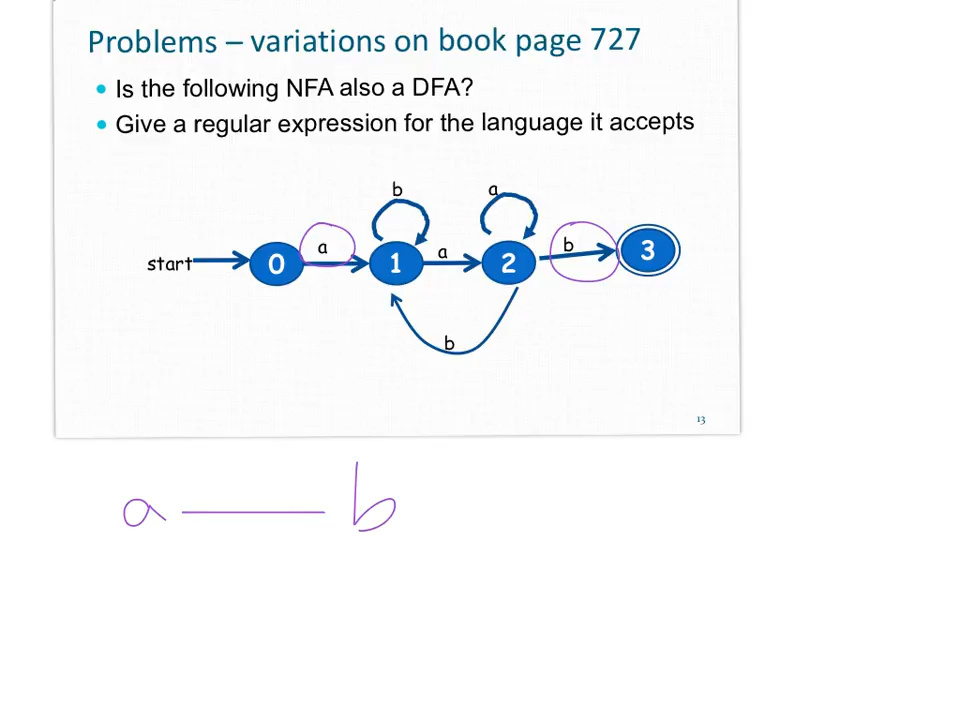 Problems – variations on book page 727
• Is the following NFA also a DFA?
• Give a regular expression for the language it accepts
b a
start 0 a 1 a 2 b 3
b
13
a — b